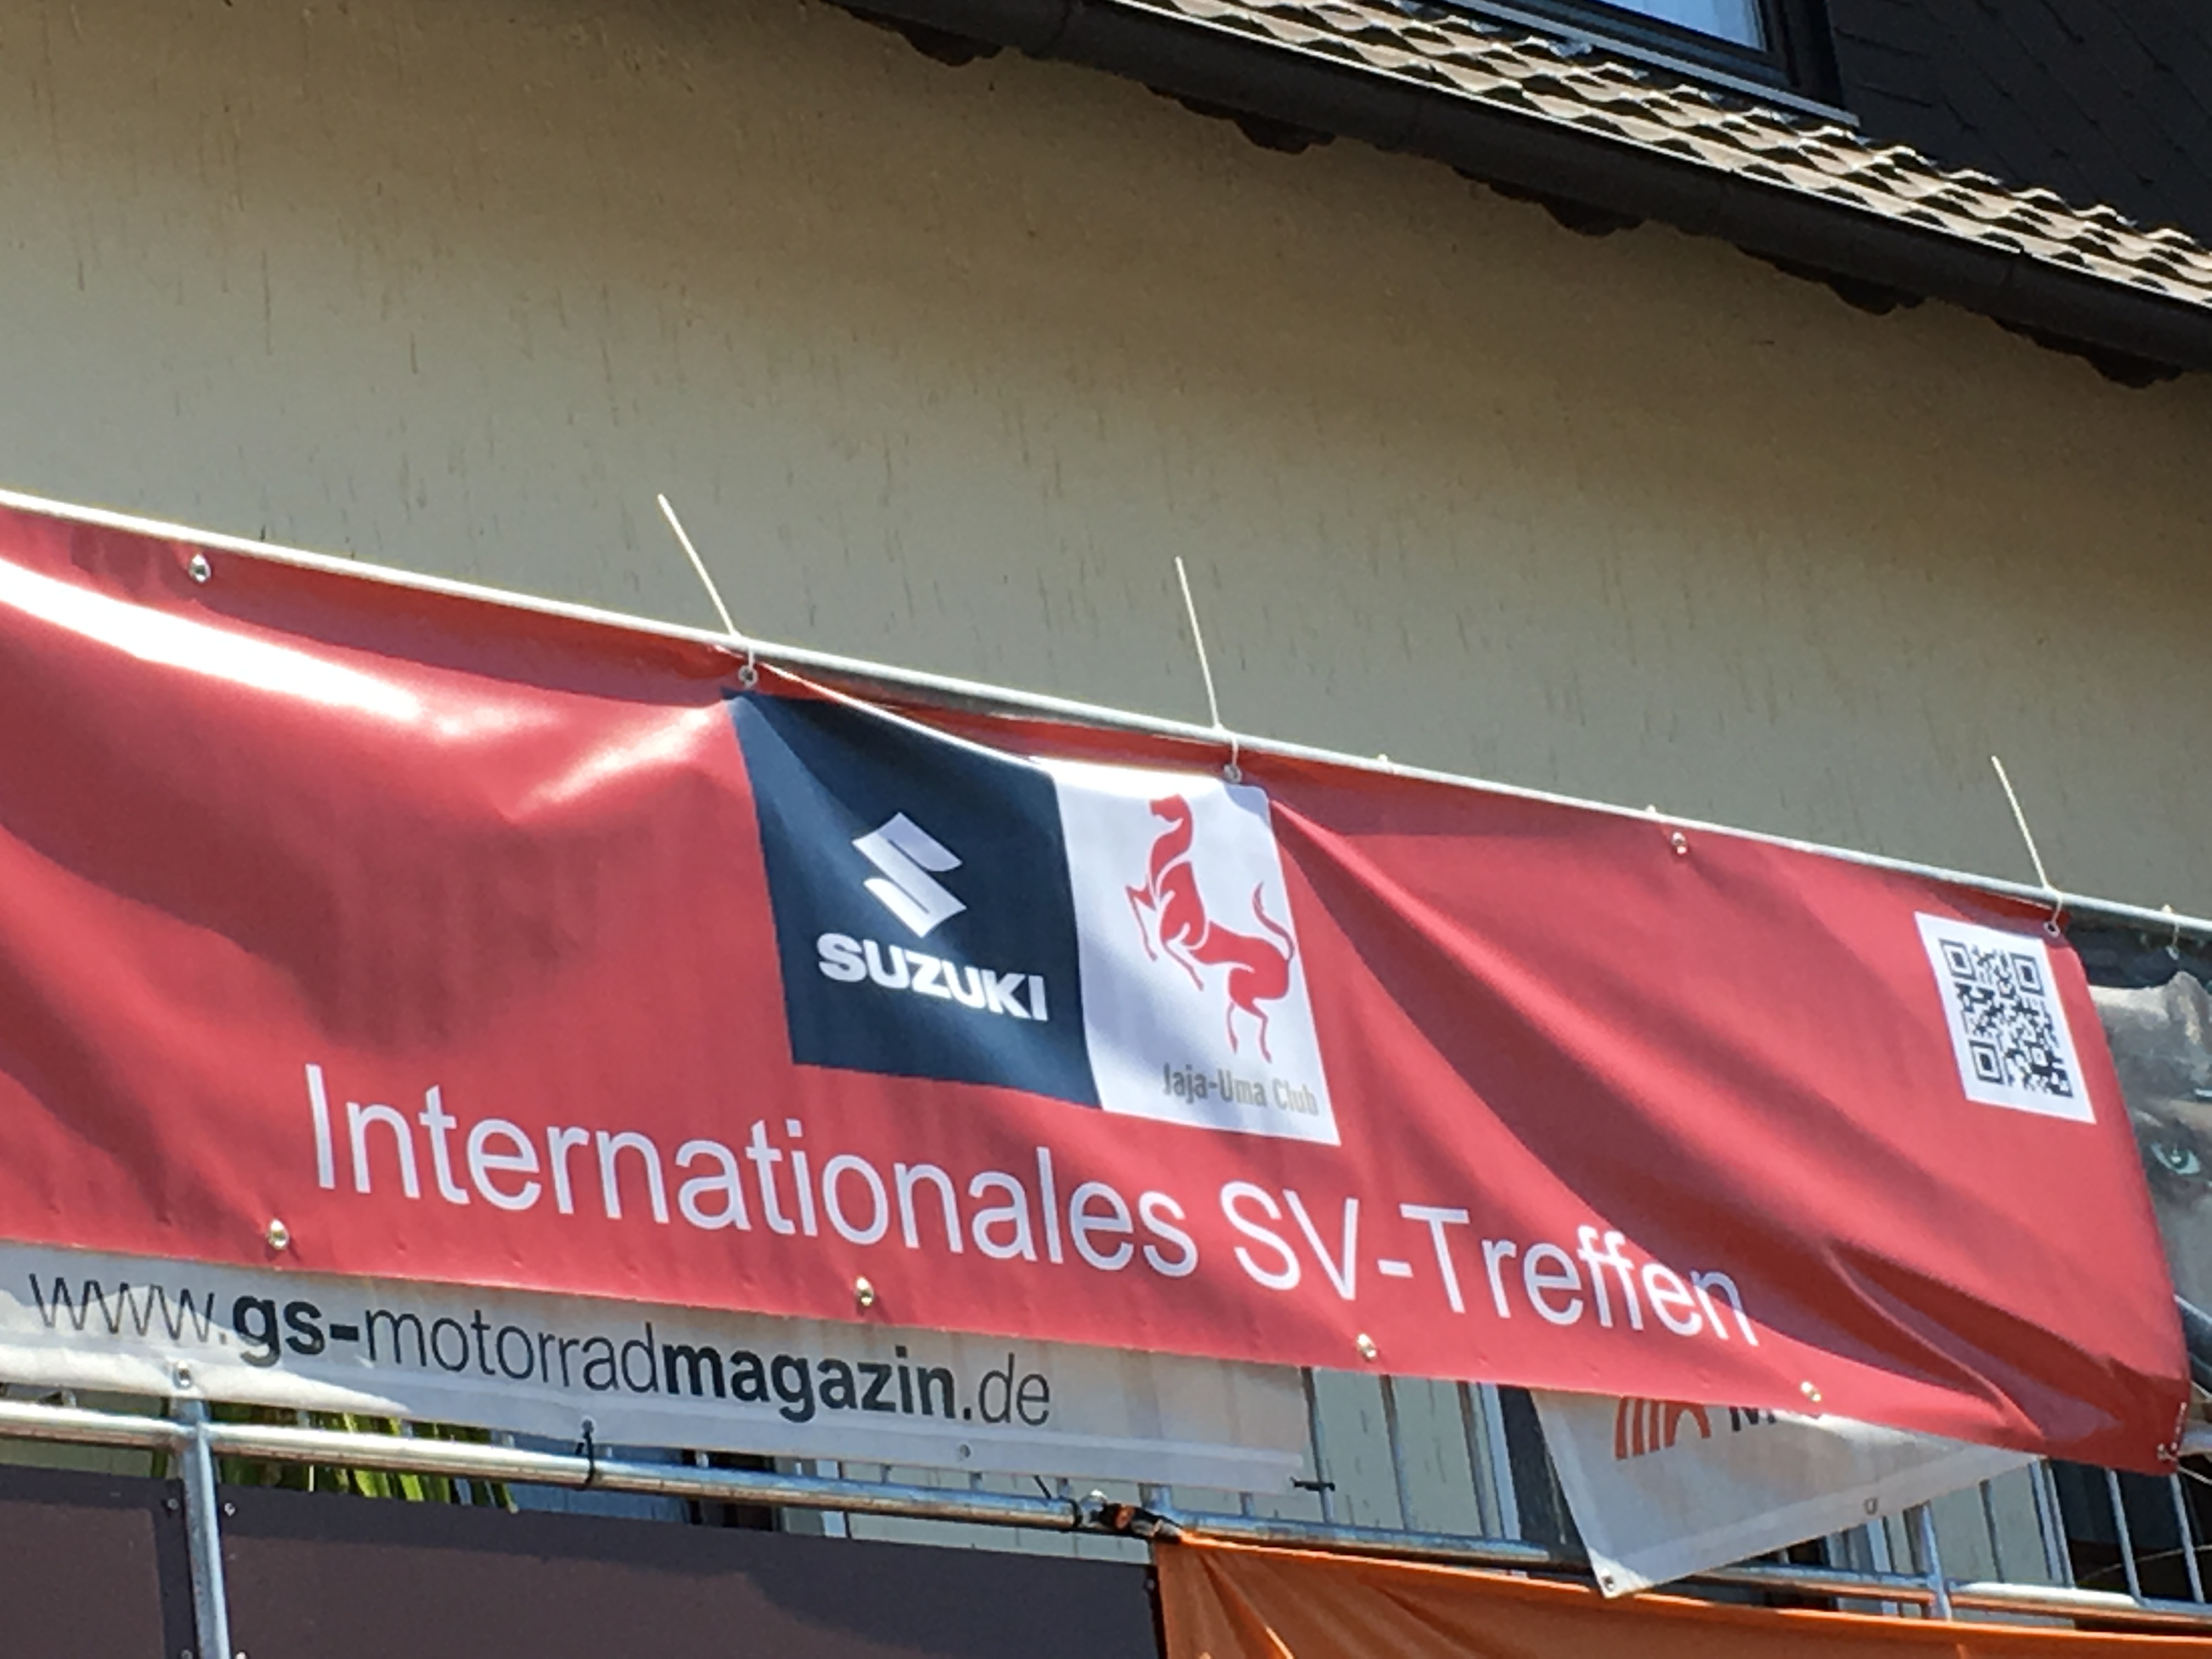 SUZUKI
Jaja-Uma Club
Internationales SV-Treffen
www.gs-motorradmagazin.de